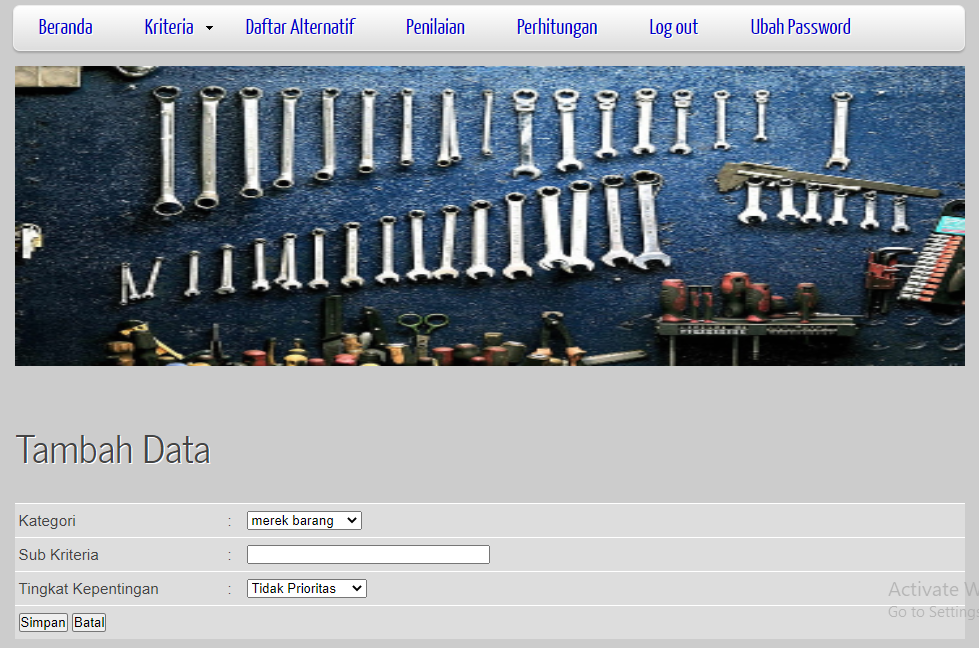 Beranda Kriteria Daftar Alternatif Penilaian Perhitungan Log out Ubah Password
Tambah Data
Kategori : merek barang
Sub Kriteria :
Tingkat Kepentingan : Tidak Prioritas
Activate W
Go to Settings
Simpan Batal